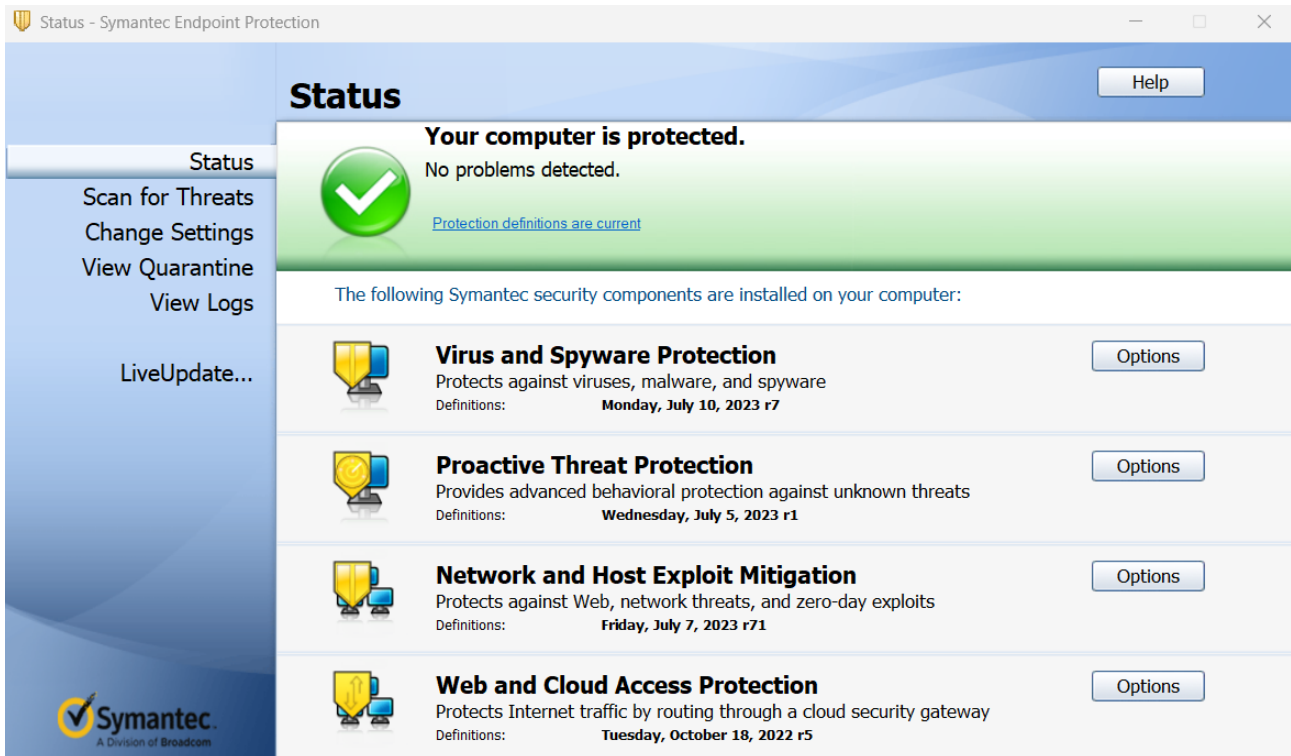 Status - Symantec Endpoint Protection
Status
Help
Status
Scan for Threats
Change Settings
View Quarantine
View Logs
LiveUpdate...
Your computer is protected.
No problems detected.
Protection definitions are current
The following Symantec security components are installed on your computer:
Virus and Spyware Protection
Options
Protects against viruses, malware, and spyware
Definitions: Monday, July 10, 2023 r7
Proactive Threat Protection
Options
Provides advanced behavioral protection against unknown threats
Definitions: Wednesday, July 5, 2023 r1
Network and Host Exploit Mitigation
Options
Protects against Web, network threats, and zero-day exploits
Definitions: Friday, July 7, 2023 r71
Web and Cloud Access Protection
Options
Protects Internet traffic by routing through a cloud security gateway
Definitions: Tuesday, October 18, 2022 r5
Symantec.
A Division of Broadcom